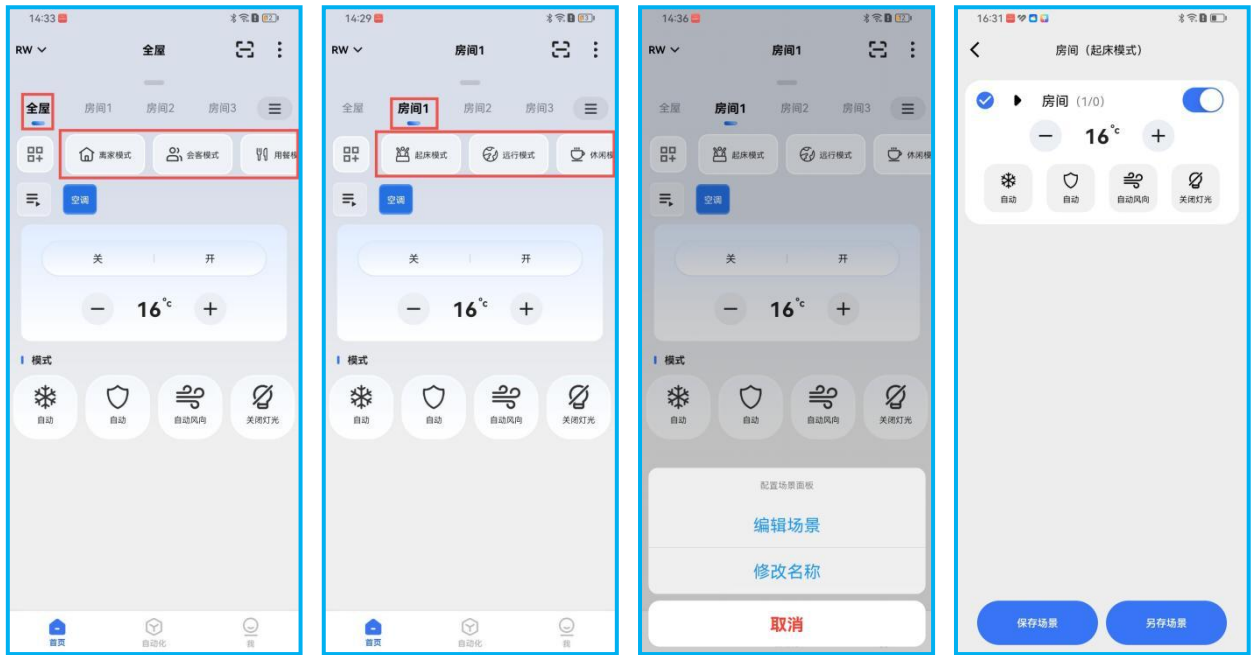 14:33
RW
全屋
全屋 房间1 房间2 房间3
离家模式 会客模式 用餐模
空调
关 开
16°c
模式
自动 自动 自动风向 关闭灯光
首页 自动化 我
14:29
RW
房间1
全屋 房间1 房间2 房间3
起床模式 远行模式 休闲模
空调
关 开
16°c
模式
自动 自动 自动风向 关闭灯光
首页 自动化 我
14:36
RW
房间1
全屋 房间1 房间2 房间3
起床模式 远行模式 休闲模
空调
关 开
16°c
模式
自动 自动 自动风向 关闭灯光
配置场景面板
编辑场景
修改名称
取消
16:31
房间（起床模式）
房间 (1/0)
16°c
自动 自动 自动风向 关闭灯光
保存场景 另存场景